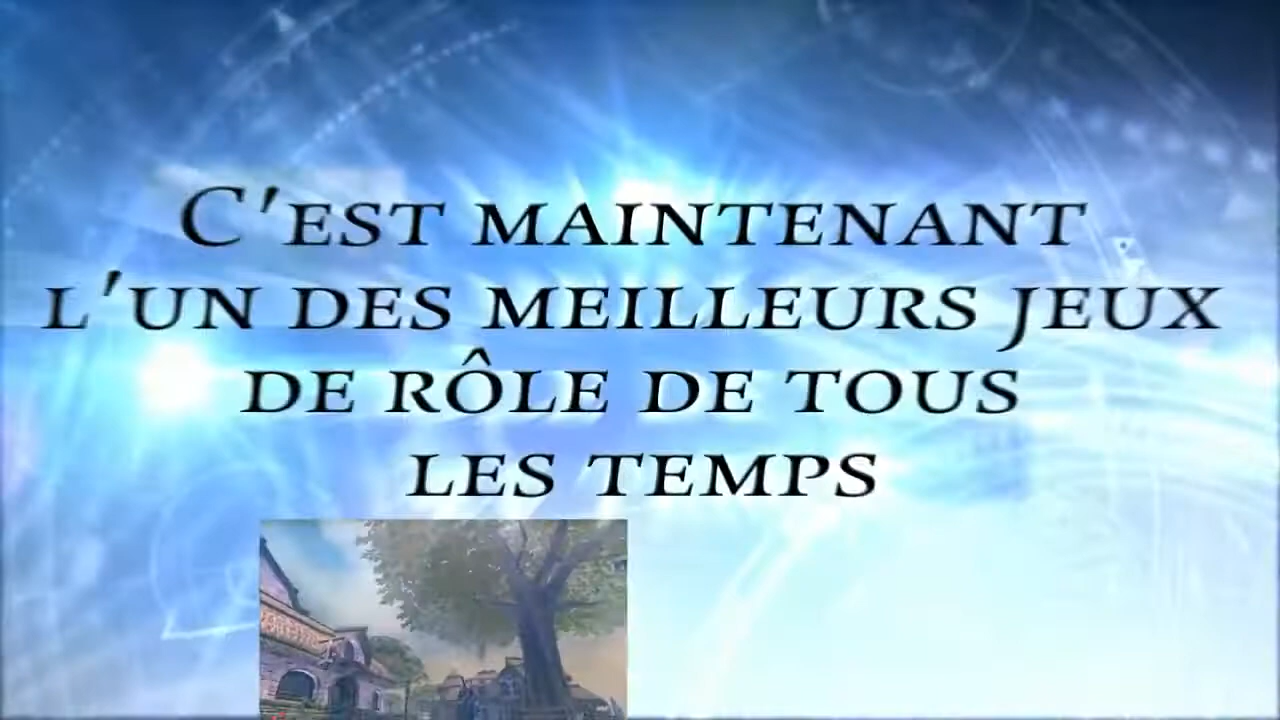 C'EST MAINTENANT
L'UN DES MEILLEURS JEUX
DE RÔLE DE TOUS
LES TEMPS